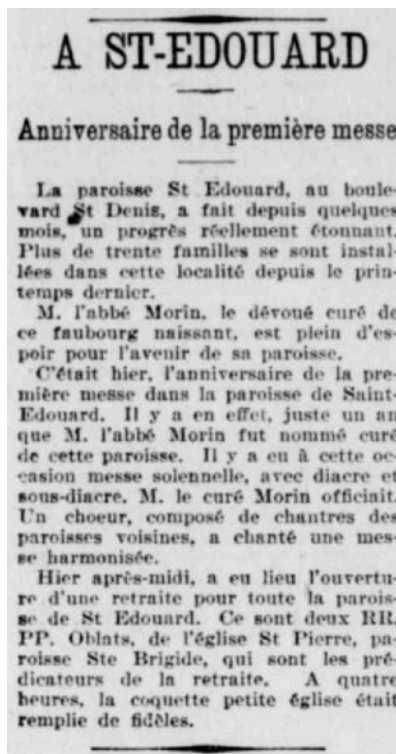 A ST-EDOUARD
Anniversaire de la première messe
La paroisse St Edouard, au boule-
vard St Denis, a fait depuis quelques
mois, un progrès réellement étonnant.
Plus de trente familles se sont instal-
lées dans cette localité depuis le prin-
temps dernier.
M. l'abbé Morin, le dévoué curé de
ce faubourg naissant, est plein d'es-
poir pour l'avenir de sa paroisse.
C'était hier, l'anniversaire de la pre-
mière messe dans la paroisse de Saint-
Edouard. Il y a en effet, juste un an
que M. l'abbé Morin fut nommé curé
de cette paroisse. Il y a eu à cette oc-
casion messe solennelle, avec diacre et
sous-diacre. M. le curé Morin officiait.
Un choeur, composé de chantres des
paroisses voisines, a chanté une mes-
se harmonisée.
Hier après-midi, a eu lieu l'ouvertu-
re d'une retraite pour toute la parois-
se de St Edouard. Ce sont deux RR.
PP. Oblats, de l'église St Pierre, pa-
roisse Ste Brigide, qui sont les pré-
dicateurs de la retraite. A quatre
heures, la coquette petite église était
remplie de fidèles.